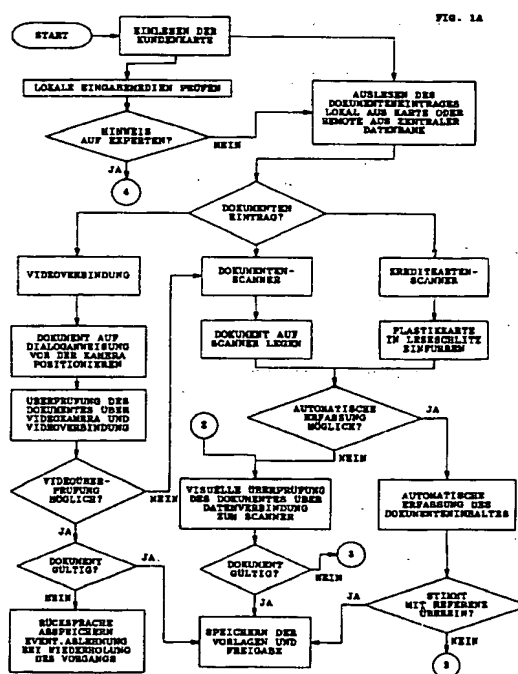 FIG. 1A
START
EINLESEN DER
KUNDENKARTE
LOKALE EINGABEMEDIEN PRÜFEN
AUSLESEN DES
DOKUMENTENEINTRAGES
LOKAL AUS KARTE ODER
REMOTE AUS ZENTRALER
DATENBANK
HINWEIS
AUF EXPERTEN?
NEIN
JA
4
DOKUMENTEN
EINTRAG?
VIDEOVERBINDUNG
DOKUMENTEN-
SCANNER
KREDITKARTEN-
SCANNER
DOKUMENT AUF
DIALOGANWEISUNG
VOR DER KAMERA
POSITIONIEREN
DOKUMENT AUF
SCANNER LEGEN
PLASTIKKARTE
IN LESESCHLITZ
EINFÜHREN
ÜBERPRÜFUNG DES
DOKUMENTES ÜBER
VIDEOKAMERA UND
VIDEOVERBINDUNG
AUTOMATISCHE
ERFASSUNG
MÖGLICH?
JA
NEIN
2
VIDEOÜBER-
PRÜFUNG
MÖGLICH?
NEIN
JA
VISUELLE ÜBERPRÜFUNG
DES DOKUMENTES ÜBER
DATENVERBINDUNG
ZUM SCANNER
AUTOMATISCHE
ERFASSUNG DES
DOKUMENTENINHALTES
DOKUMENT
GÜLTIG?
JA
NEIN
DOKUMENT
GÜLTIG?
NEIN
3
JA
STIMMT
MIT REFERENZ
ÜBEREIN?
JA
NEIN
3
RÜCKSPRACHE
ABSPEICHERN
EVENT.ABLEHNUNG
BEI WIEDERHOLUNG
DES VORGANGS
SPEICHERN DER
VORLAGEN UND
FREIGABE